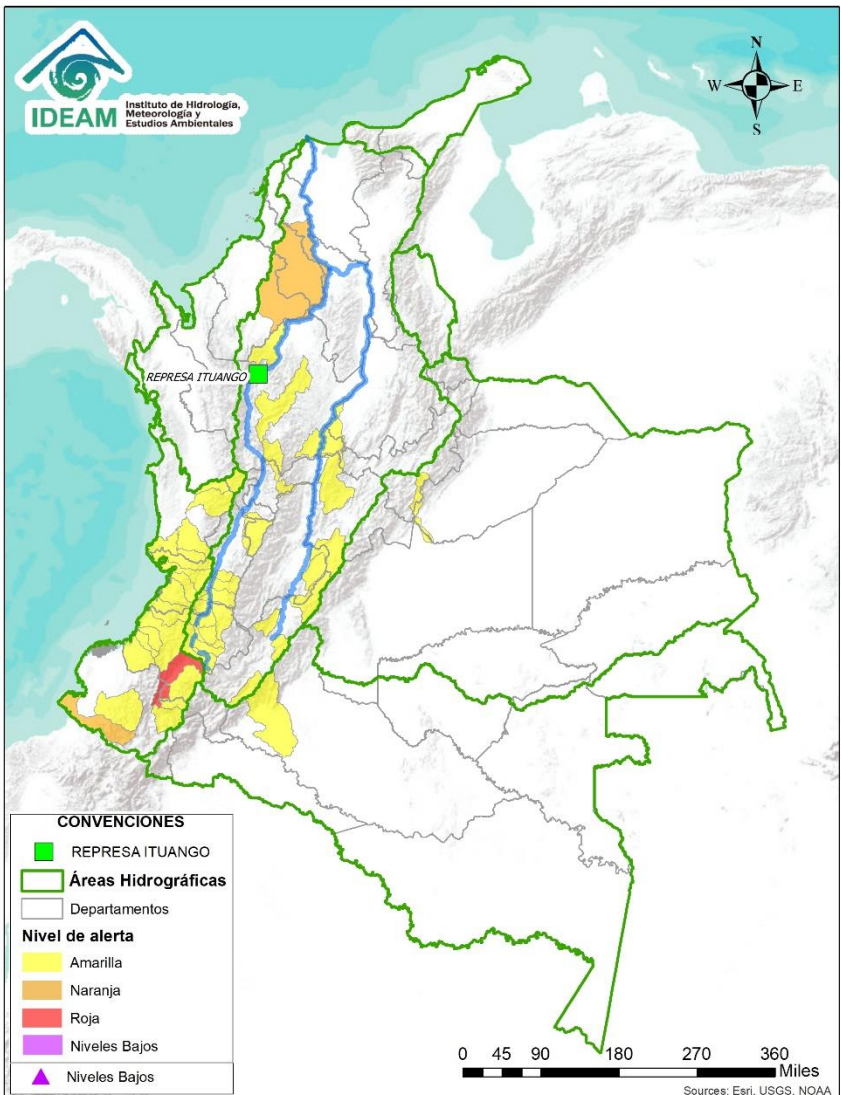 IDEAM
Instituto de Hidrología,
Meteorología y
Estudios Ambientales
N
W
E
S
REPRESA ITUANGO
CONVENCIONES
REPRESA ITUANGO
Áreas Hidrográficas
Departamentos
Nivel de alerta
Amarilla
Naranja
Roja
Niveles Bajos
Niveles Bajos
0 45 90 180 270 360
Miles
Sources: Esri, USGS, NOAA